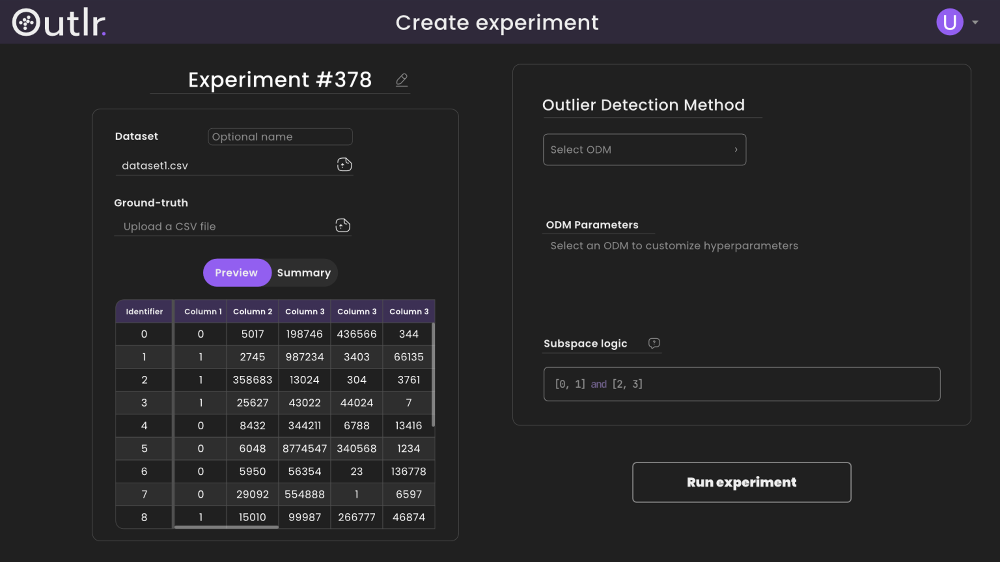 Outlr.
Create experiment
U
Experiment #378
Dataset
Optional name
dataset1.csv
Ground-truth
Upload a CSV file
Preview Summary
Identifier Column 1 Column 2 Column 3 Column 3 Column 3
0 0 5017 198746 436566 344
1 1 2745 987234 3403 66135
2 1 358683 13024 304 3761
3 1 25627 43022 44024 7
4 0 8432 344211 6788 13416
5 0 6048 8774547 340568 1234
6 0 5950 56354 23 136778
7 0 29092 554888 1 6597
8 1 15010 99987 266777 46874
Outlier Detection Method
Select ODM
ODM Parameters
Select an ODM to customize hyperparameters
Subspace logic ?
[0, 1] and [2, 3]
Run experiment